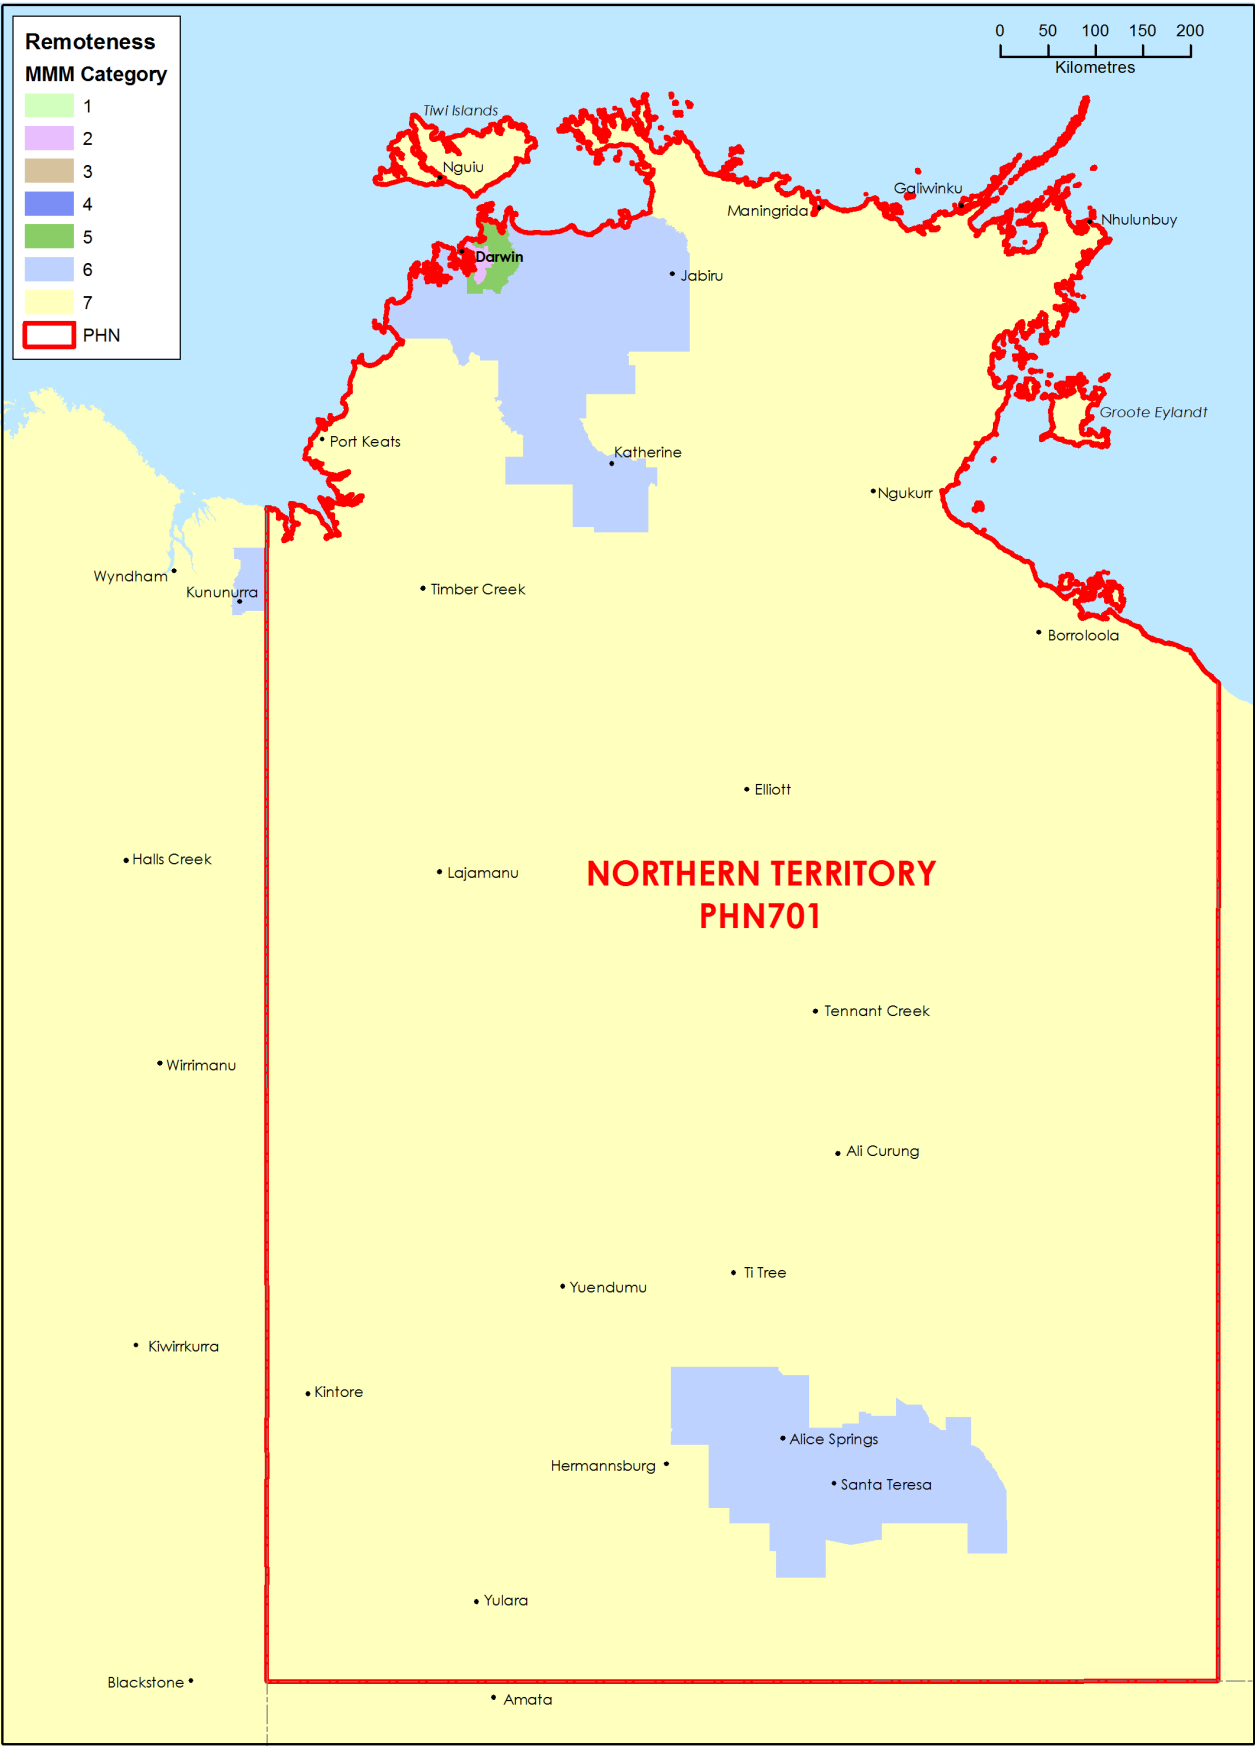 Remoteness
MMM Category
1
2
3
4
5
6
7
PHN
0 50 100 150 200
Kilometres
Tiwi Islands
Nguiu
Galiwinku
Maningrida
Nhulunbuy
Darwin
Jabiru
Groote Eylandt
Port Keats
Katherine
Ngukurr
Wyndham
Kununurra
Timber Creek
Borroloola
Elliott
Halls Creek
Lajamanu
NORTHERN TERRITORY
PHN701
Tennant Creek
Wirrimanu
Ali Curung
Ti Tree
Yuendumu
Kiwirrkurra
Kintore
Alice Springs
Hermannsburg
Santa Teresa
Yulara
Blackstone
Amata